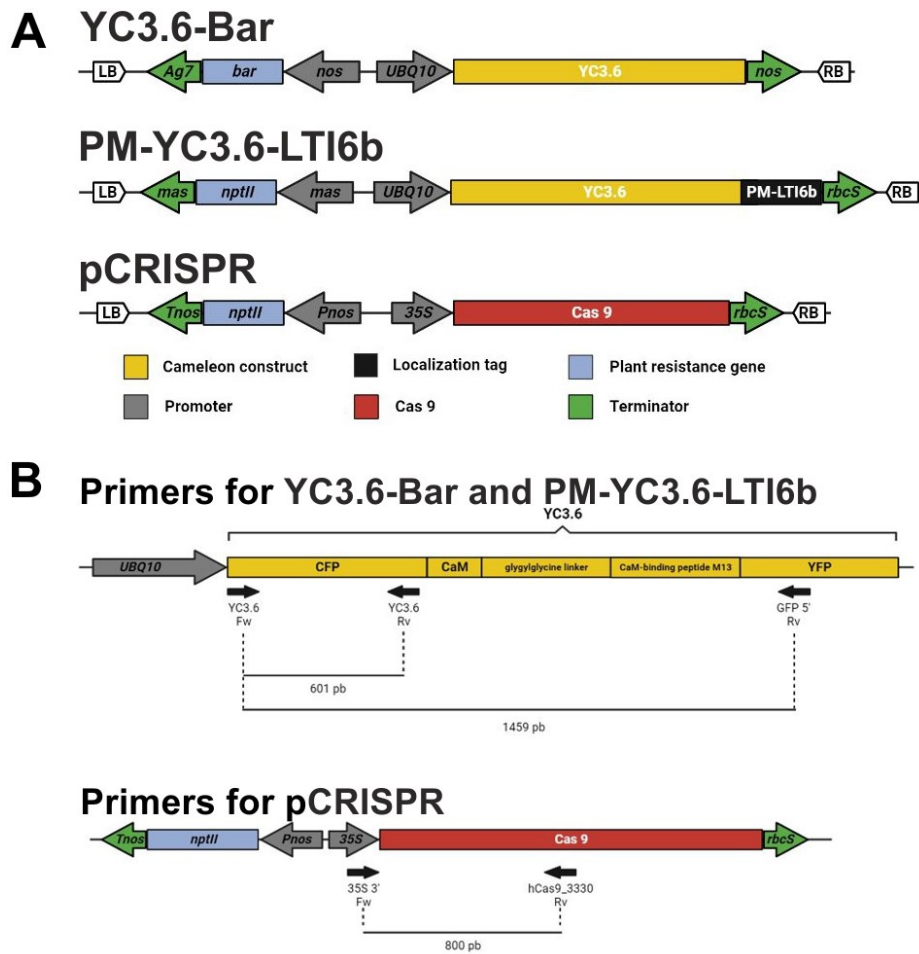 A
YC3.6-Bar
LB Ag7 bar nos UBQ10 YC3.6 nos RB
PM-YC3.6-LTI6b
LB mas nptII mas UBQ10 YC3.6 PM-LTI6b rbcS RB
pCRISPR
LB Tnos nptII Pnos 35S Cas 9 rbcS RB
Cameleon construct Localization tag Plant resistance gene
Promoter Cas 9 Terminator
B
Primers for YC3.6-Bar and PM-YC3.6-LTI6b
YC3.6
UBQ10 CFP CaM glygylglycine linker CaM-binding peptide M13 YFP
YC3.6 YC3.6 GFP 5'
Fw Rv Rv
601 pb
1459 pb
Primers for pCRISPR
Tnos nptII Pnos 35S Cas 9 rbcS
35S 3' hCas9_3330
Fw Rv
800 pb